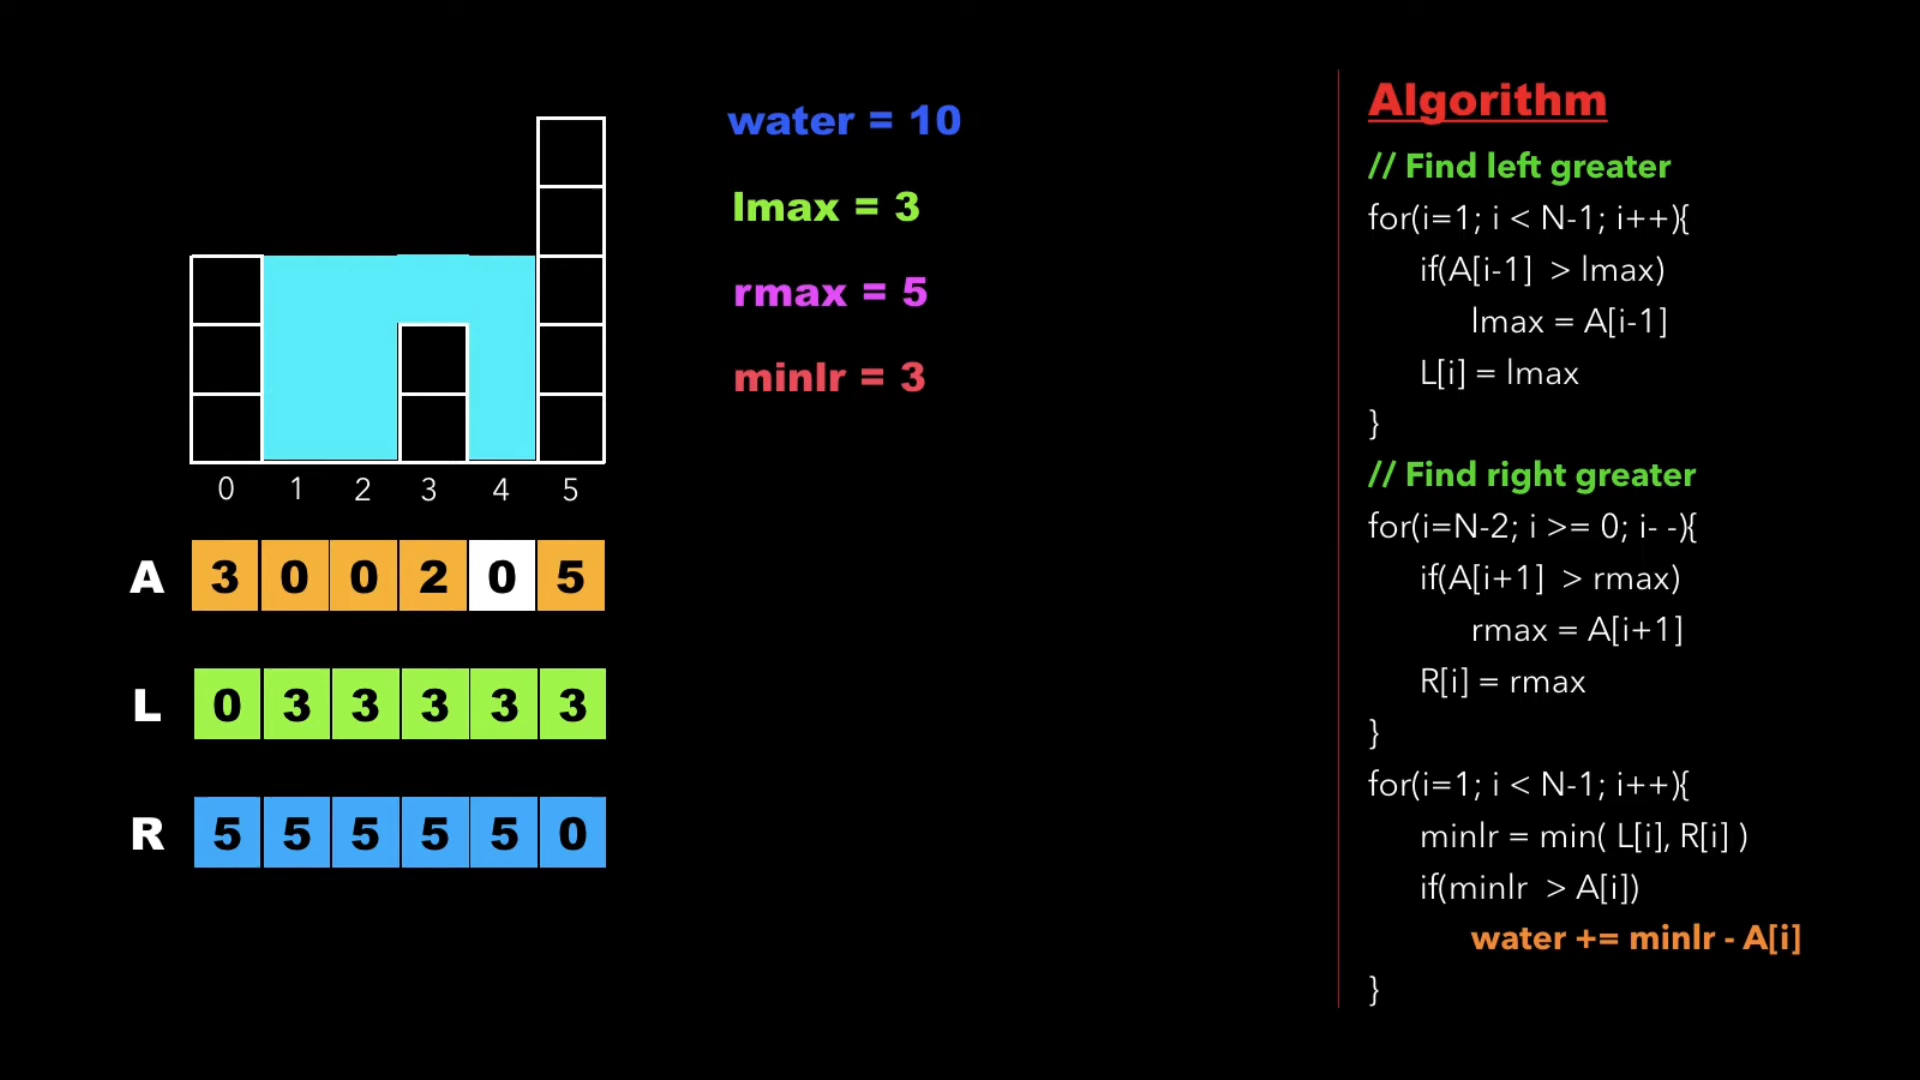 water = 10
lmax = 3
rmax = 5
minlr = 3
0 1 2 3 4 5
A 3 0 0 2 0 5
L 0 3 3 3 3 3
R 5 5 5 5 5 0
Algorithm
// Find left greater
for(i=1; i < N-1; i++){
if(A[i-1] > lmax)
lmax = A[i-1]
L[i] = lmax
}
// Find right greater
for(i=N-2; i >= 0; i- -){
if(A[i+1] > rmax)
rmax = A[i+1]
R[i] = rmax
}
for(i=1; i < N-1; i++){
minlr = min( L[i], R[i] )
if(minlr > A[i])
water += minlr - A[i]
}